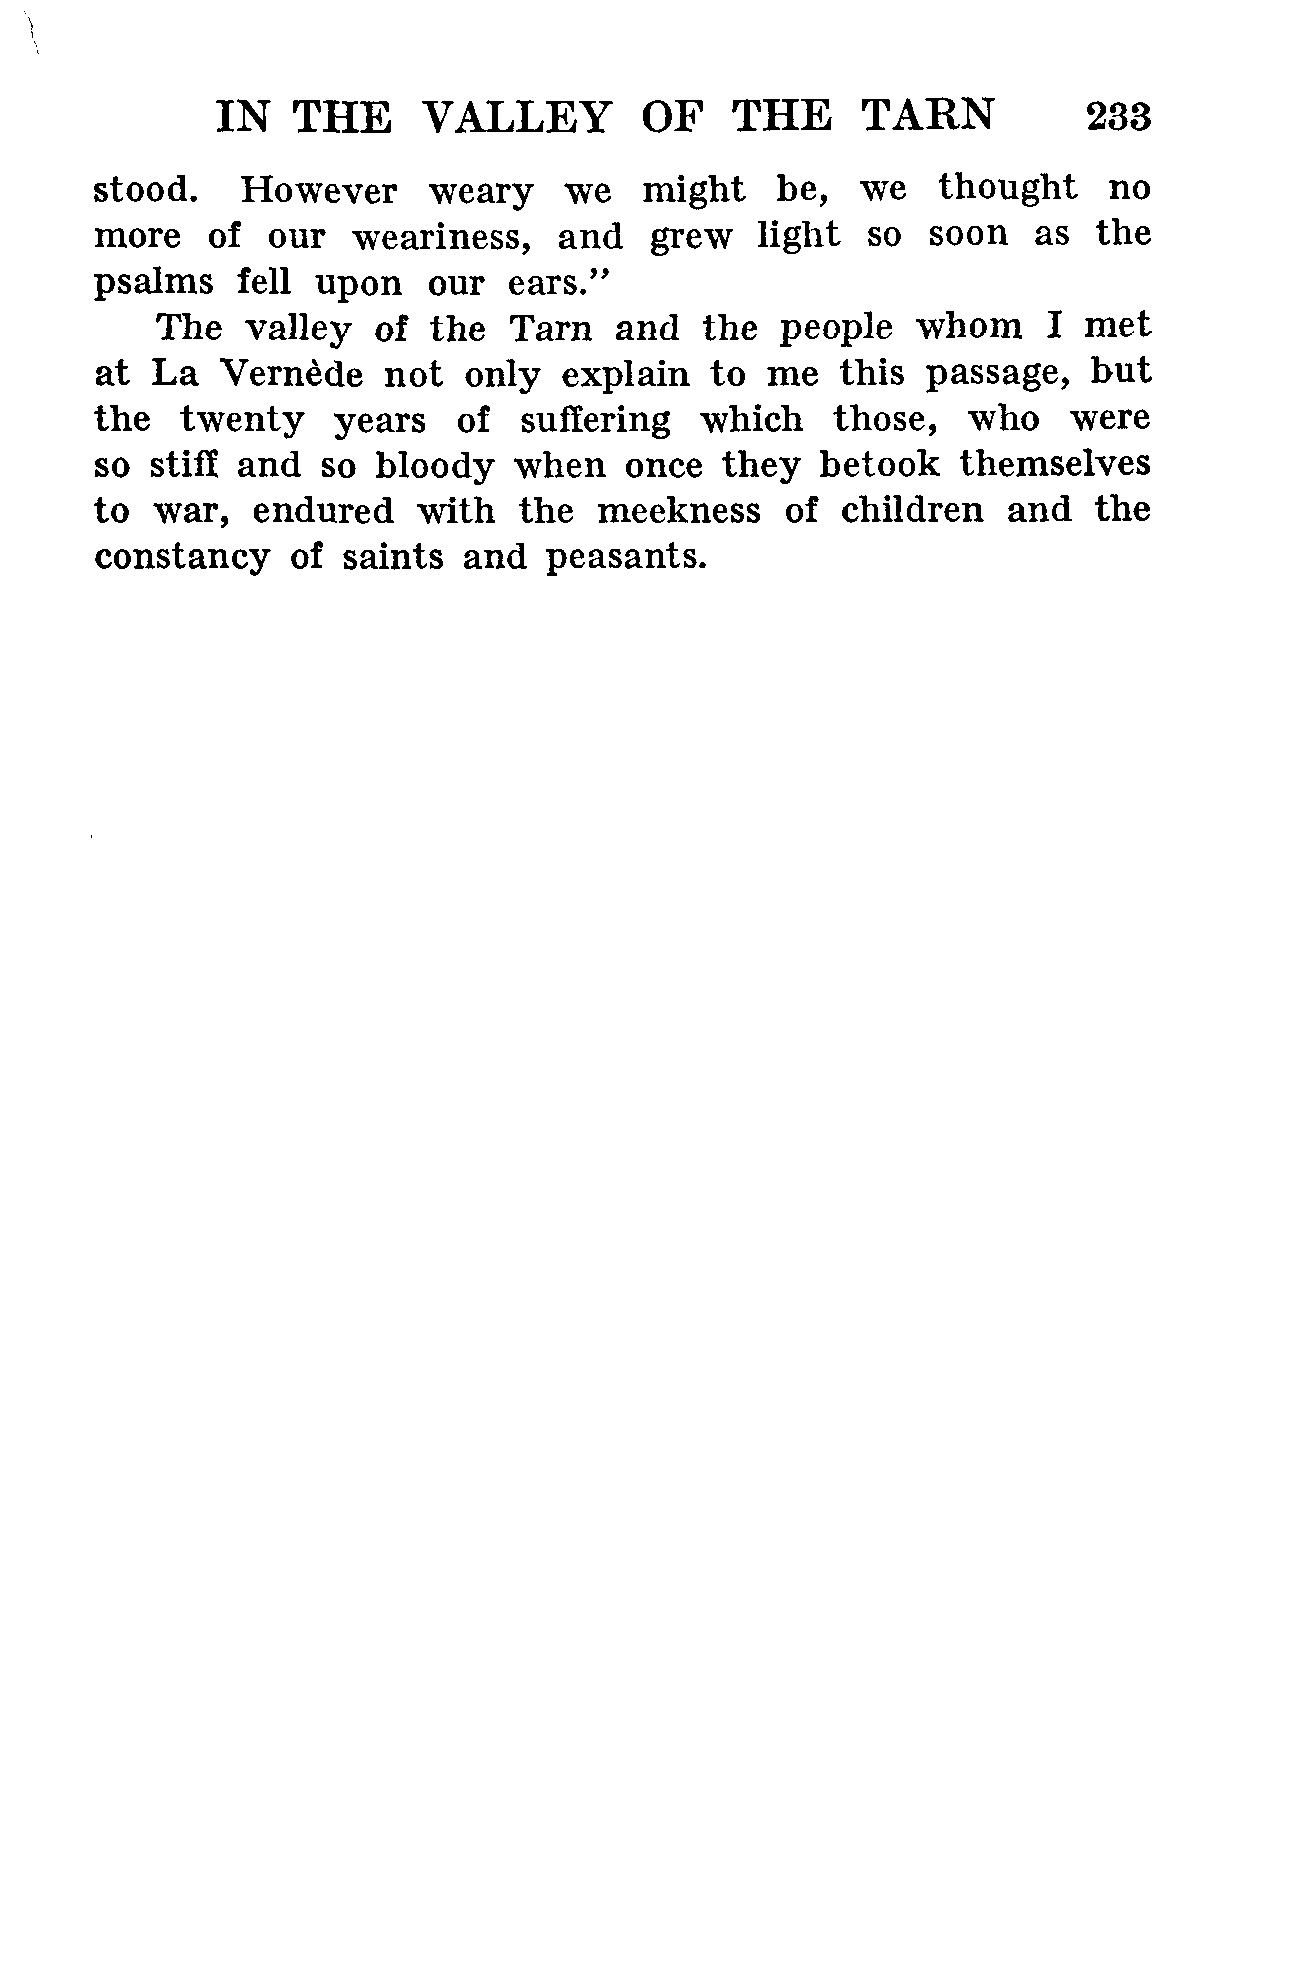 IN THE VALLEY OF THE TARN 233
stood. However weary we might be, we thought no
more of our weariness, and grew light so soon as the
psalms fell upon our ears.”
The valley of the Tarn and the people whom I met
at La Vernède not only explain to me this passage, but
the twenty years of suffering which those, who were
so stiff and so bloody when once they betook themselves
to war, endured with the meekness of children and the
constancy of saints and peasants.